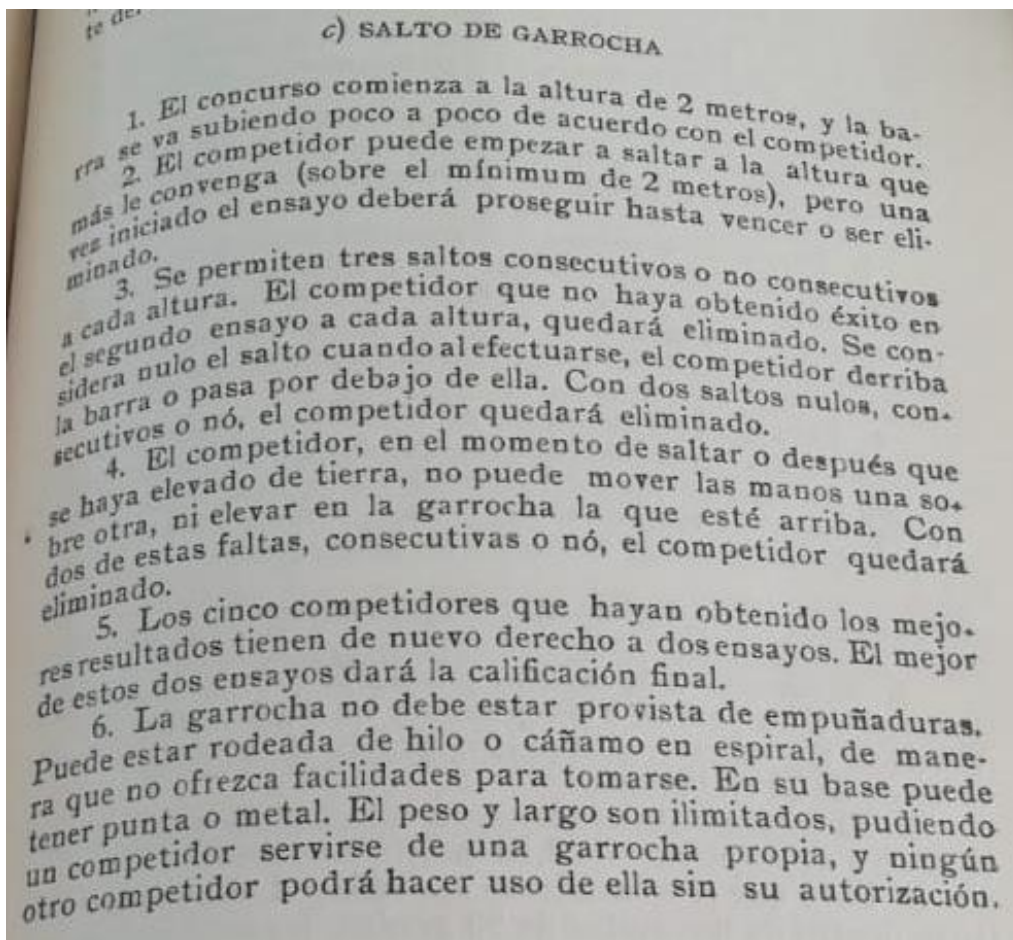 te de
c) SALTO DE GARROCHA
1. El concurso comienza a la altura de 2 metros, y la ba-
rra se va subiendo poco a poco de acuerdo con el competidor.
2. El competidor puede empezar a saltar a la altura que
más le convenga (sobre el mínimum de 2 metros), pero una
vez iniciado el ensayo deberá proseguir hasta vencer o ser eli-
minado.
3. Se permiten tres saltos consecutivos o no consecutivos
a cada altura. El competidor que no haya obtenido éxito en
el segundo ensayo a cada altura, quedará eliminado. Se con-
sidera nulo el salto cuando al efectuarse, el competidor derriba
la barra o pasa por debajo de ella. Con dos saltos nulos, con-
secutivos o nó, el competidor quedará eliminado.
4. El competidor, en el momento de saltar o después que
se haya elevado de tierra, no puede mover las manos una so-
bre otra, ni elevar en la garrocha la que esté arriba. Con
dos de estas faltas, consecutivas o nó, el competidor quedará
eliminado.
5. Los cinco competidores que hayan obtenido los mejo-
res resultados tienen de nuevo derecho a dos ensayos. El mejor
de estos dos ensayos dará la calificación final.
6. La garrocha no debe estar provista de empuñaduras.
Puede estar rodeada de hilo o cáñamo en espiral, de mane-
ra que no ofrezca facilidades para tomarse. En su base puede
tener punta o metal. El peso y largo son ilimitados, pudiendo
un competidor servirse de una garrocha propia, y ningún
otro competidor podrá hacer uso de ella sin su autorización.